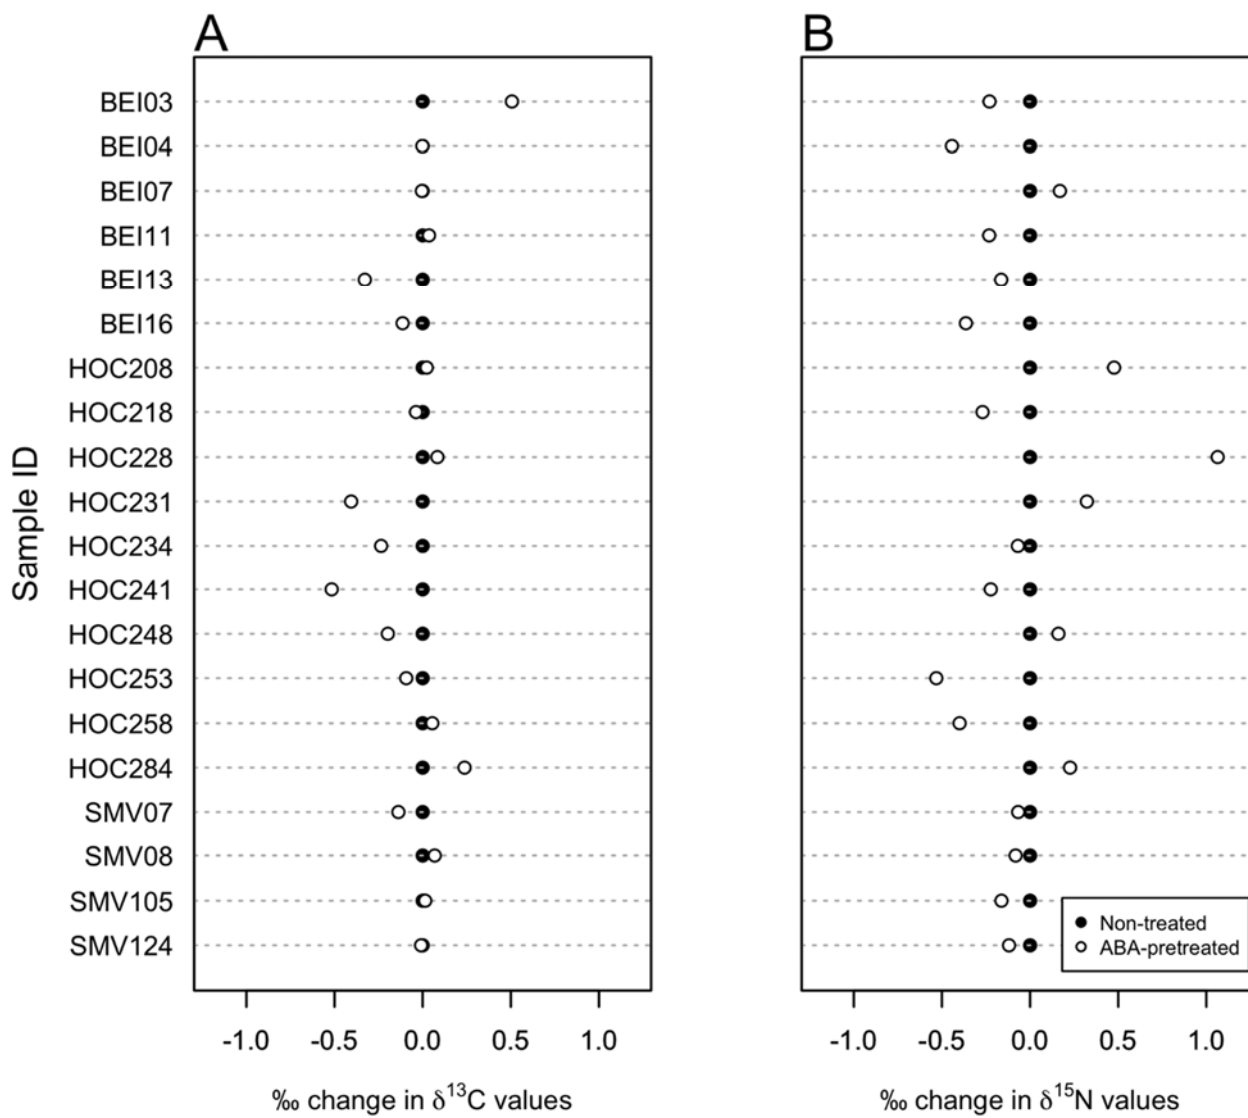 A
B
BEI03
BEI04
BEI07
BEI11
BEI13
BEI16
HOC208
HOC218
HOC228
HOC231
HOC234
HOC241
HOC248
HOC253
HOC258
HOC284
SMV07
SMV08
SMV105
SMV124
Sample ID
Non-treated
ABA-pretreated
-1.0 -0.5 0.0 0.5 1.0
-1.0 -0.5 0.0 0.5 1.0
‰ change in δ¹³C values
‰ change in δ¹⁵N values